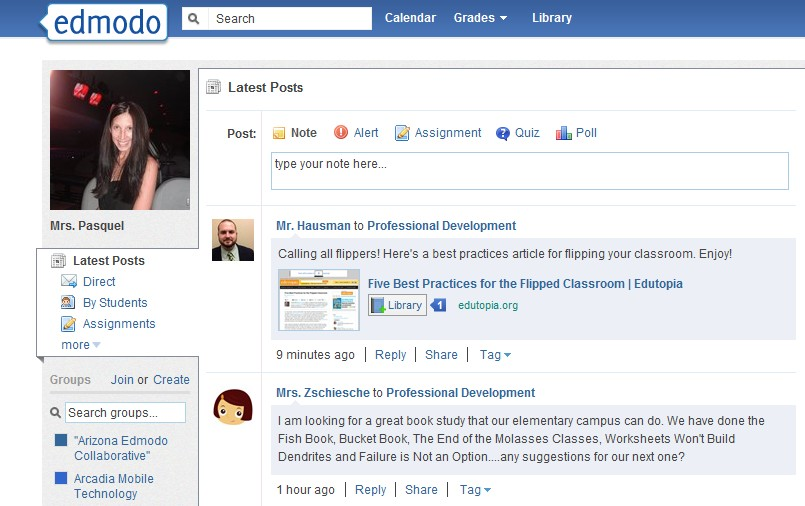 edmodo
Search
Calendar Grades Library
Latest Posts
Post: Note Alert Assignment Quiz Poll
type your note here...
Mrs. Pasquel
Latest Posts
Direct
By Students
Assignments
more
Groups Join or Create
Search groups...
"Arizona Edmodo
Collaborative"
Arcadia Mobile
Technology
Mr. Hausman to Professional Development
Calling all flippers! Here's a best practices article for flipping your classroom. Enjoy!
Five Best Practices for the Flipped Classroom | Edutopia
Library 1 edutopia.org
9 minutes ago | Reply | Share | Tag
Mrs. Zschiesche to Professional Development
I am looking for a great book study that our elementary campus can do. We have done the
Fish Book, Bucket Book, The End of the Molasses Classes, Worksheets Won't Build
Dendrites and Failure is Not an Option....any suggestions for our next one?
1 hour ago | Reply | Share | Tag